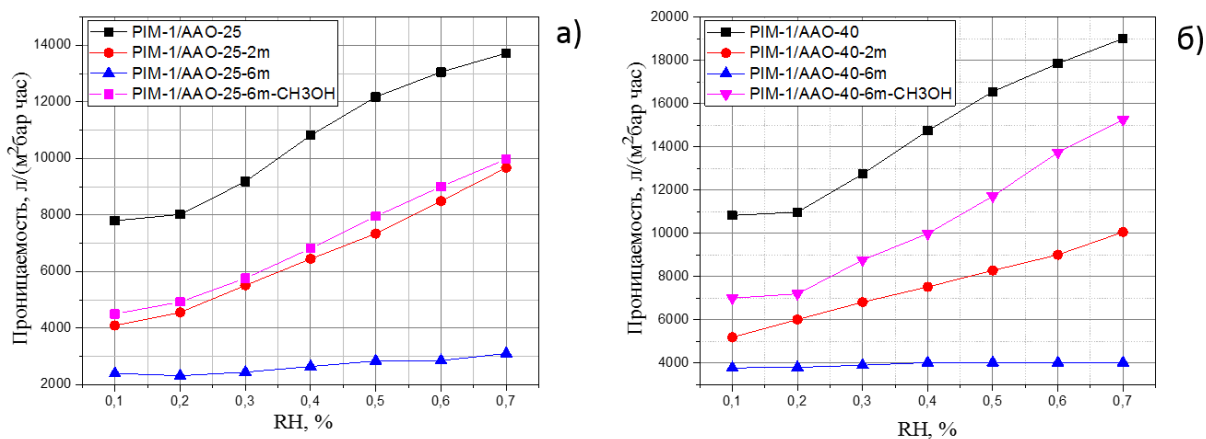 PIM-1/AAO-25
PIM-1/AAO-25-2m
PIM-1/AAO-25-6m
PIM-1/AAO-25-6m-CH3OH
а)
14000
12000
10000
8000
6000
4000
2000
0,1 0,2 0,3 0,4 0,5 0,6 0,7
RH, %
Проницаемость, л/(м²бар час)
PIM-1/AAO-40
PIM-1/AAO-40-2m
PIM-1/AAO-40-6m
PIM-1/AAO-40-6m-CH3OH
б)
20000
18000
16000
14000
12000
10000
8000
6000
4000
0,1 0,2 0,3 0,4 0,5 0,6 0,7
RH, %
Проницаемость, л/(м²бар час)